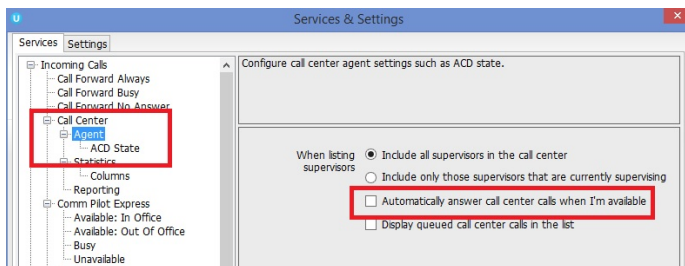 U
Services & Settings
Services Settings
Incoming Calls
Call Forward Always
Call Forward Busy
Call Forward No Answer
Call Center
Agent
ACD State
Statistics
Columns
Reporting
Comm Pilot Express
Available: In Office
Available: Out Of Office
Busy
Unavailable
Configure call center agent settings such as ACD state.
When listing
supervisors
Include all supervisors in the call center
Include only those supervisors that are currently supervising
Automatically answer call center calls when I'm available
Display queued call center calls in the list